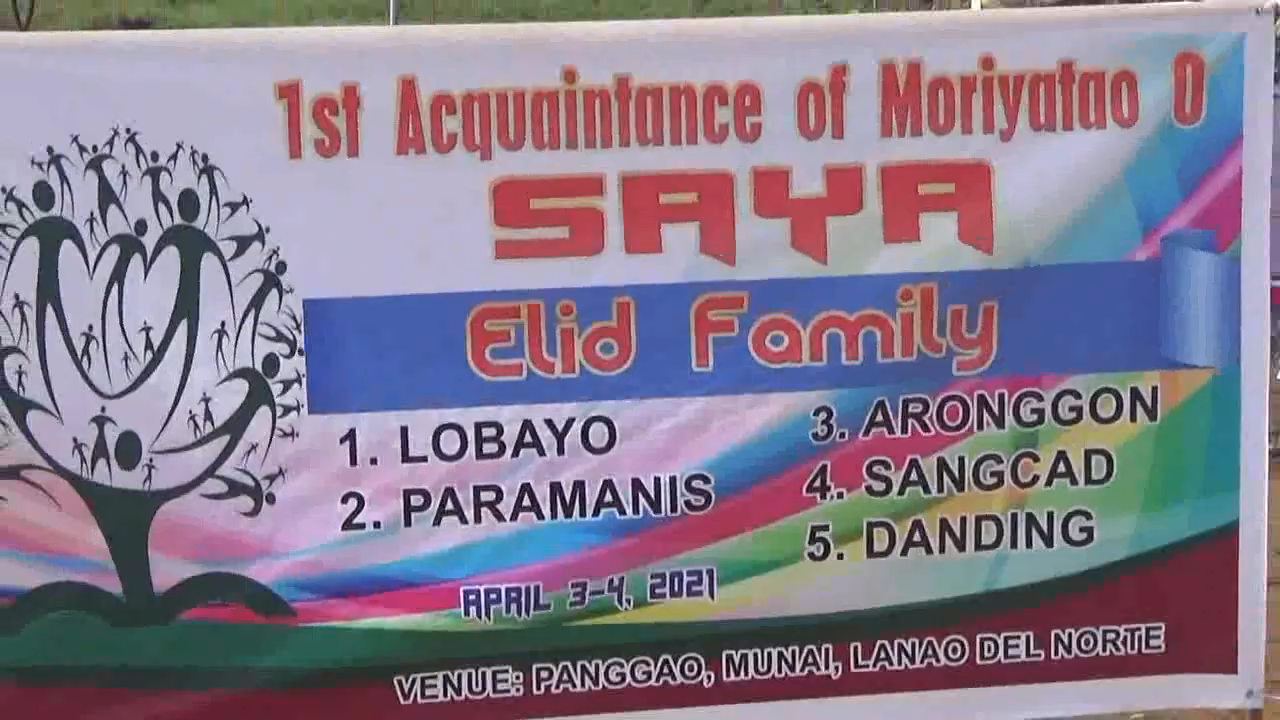 1st Acquaintance of Moriyatao O
SAYA
Elid Family
1. LOBAYO
2. PARAMANIS
3. ARONGGON
4. SANGCAD
5. DANDING
APRIL 3-4, 2021
VENUE: PANGGAO, MUNAI, LANAO DEL NORTE